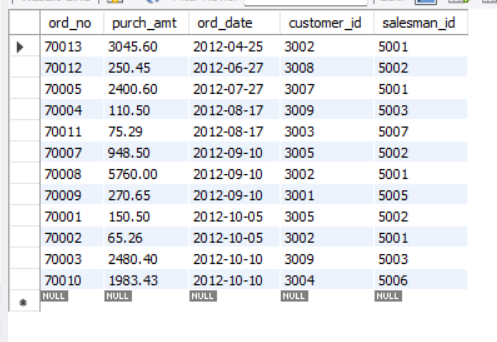 ord_no purch_amt ord_date customer_id salesman_id
70013 3045.60 2012-04-25 3002 5001
70012 250.45 2012-06-27 3008 5002
70005 2400.60 2012-07-27 3007 5001
70004 110.50 2012-08-17 3009 5003
70011 75.29 2012-08-17 3003 5007
70007 948.50 2012-09-10 3005 5002
70008 5760.00 2012-09-10 3002 5001
70009 270.65 2012-09-10 3001 5005
70001 150.50 2012-10-05 3005 5002
70002 65.26 2012-10-05 3002 5001
70003 2480.40 2012-10-10 3009 5003
70010 1983.43 2012-10-10 3004 5006
NULL NULL NULL NULL NULL